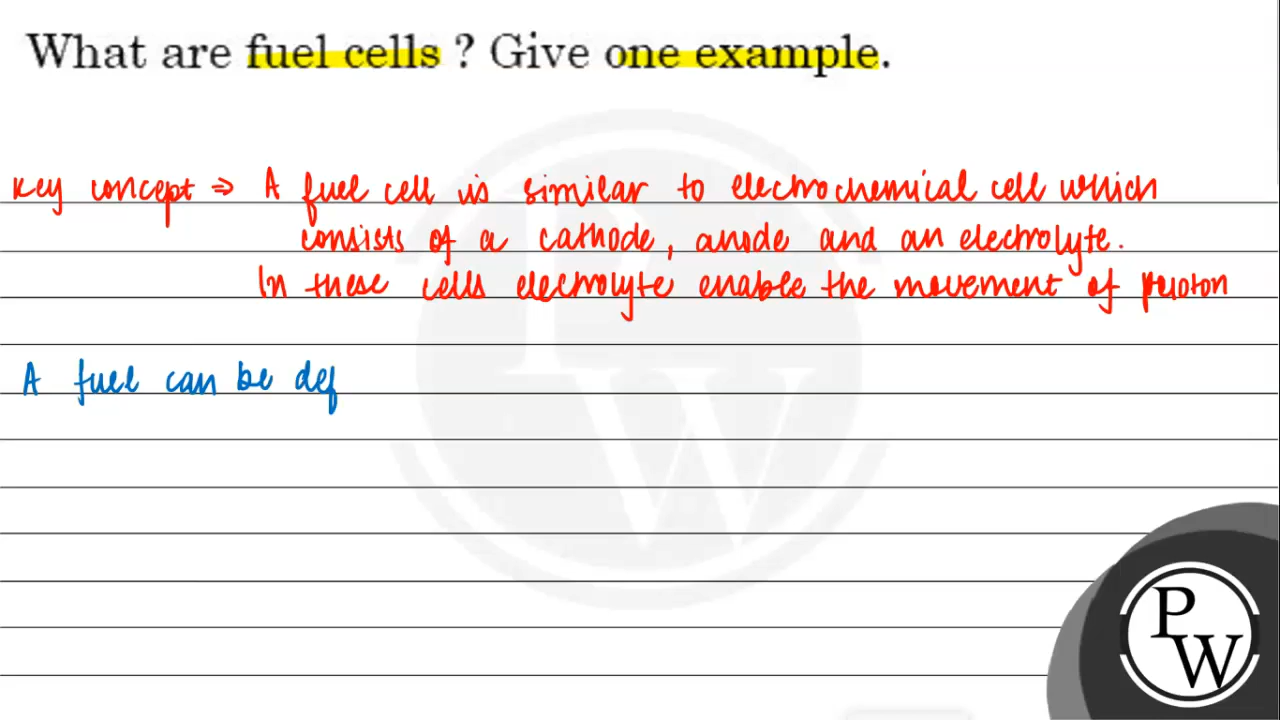 What are fuel cells ? Give one example.
Key concept ⇒ A fuel cell is similar to electrochemical cell which
consists of a cathode, anode and an electrolyte.
In these cells electrolyte enable the movement of proton
A fuel can be def
P
W
P
W